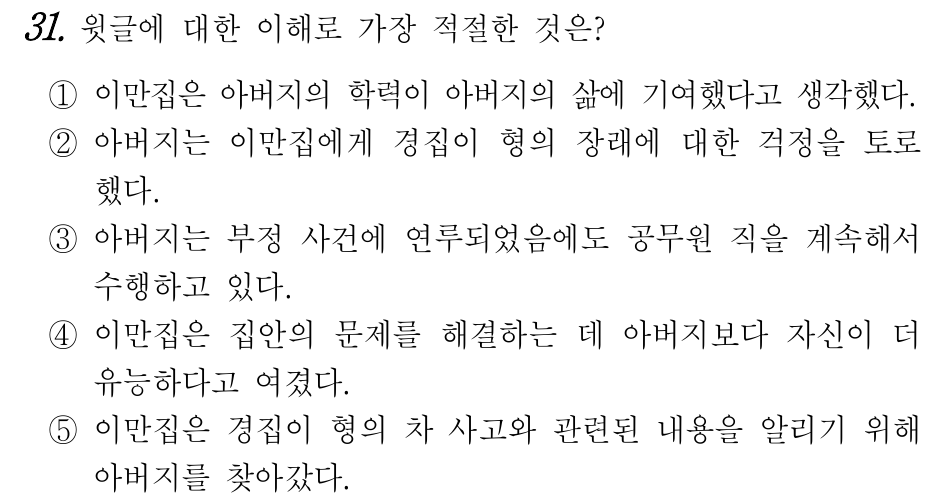 31. 윗글에 대한 이해로 가장 적절한 것은?
① 이만집은 아버지의 학력이 아버지의 삶에 기여했다고 생각했다.
② 아버지는 이만집에게 경집이 형의 장래에 대한 걱정을 토로
했다.
③ 아버지는 부정 사건에 연루되었음에도 공무원 직을 계속해서
수행하고 있다.
④ 이만집은 집안의 문제를 해결하는 데 아버지보다 자신이 더
유능하다고 여겼다.
⑤ 이만집은 경집이 형의 차 사고와 관련된 내용을 알리기 위해
아버지를 찾아갔다.